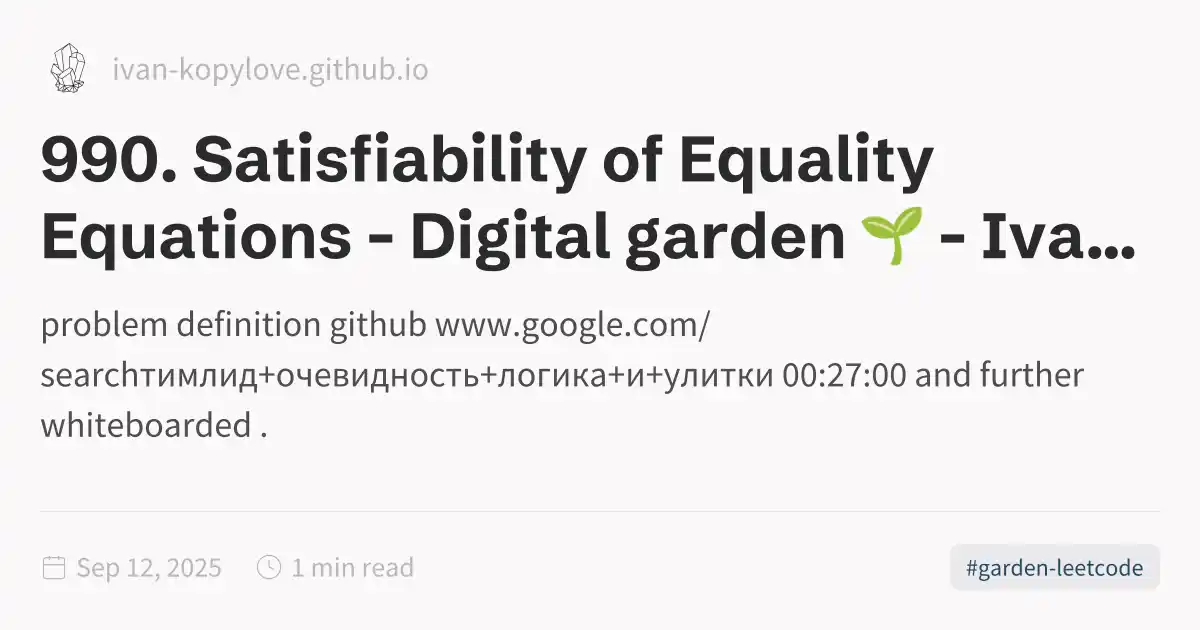 ivan-kopylove.github.io
990. Satisfiability of Equality
Equations - Digital garden 🌱 - Iva...
problem definition github www.google.com/
searchтимлид+очевидность+логика+и+улитки 00:27:00 and further
whiteboarded .
Sep 12, 2025
1 min read
#garden-leetcode